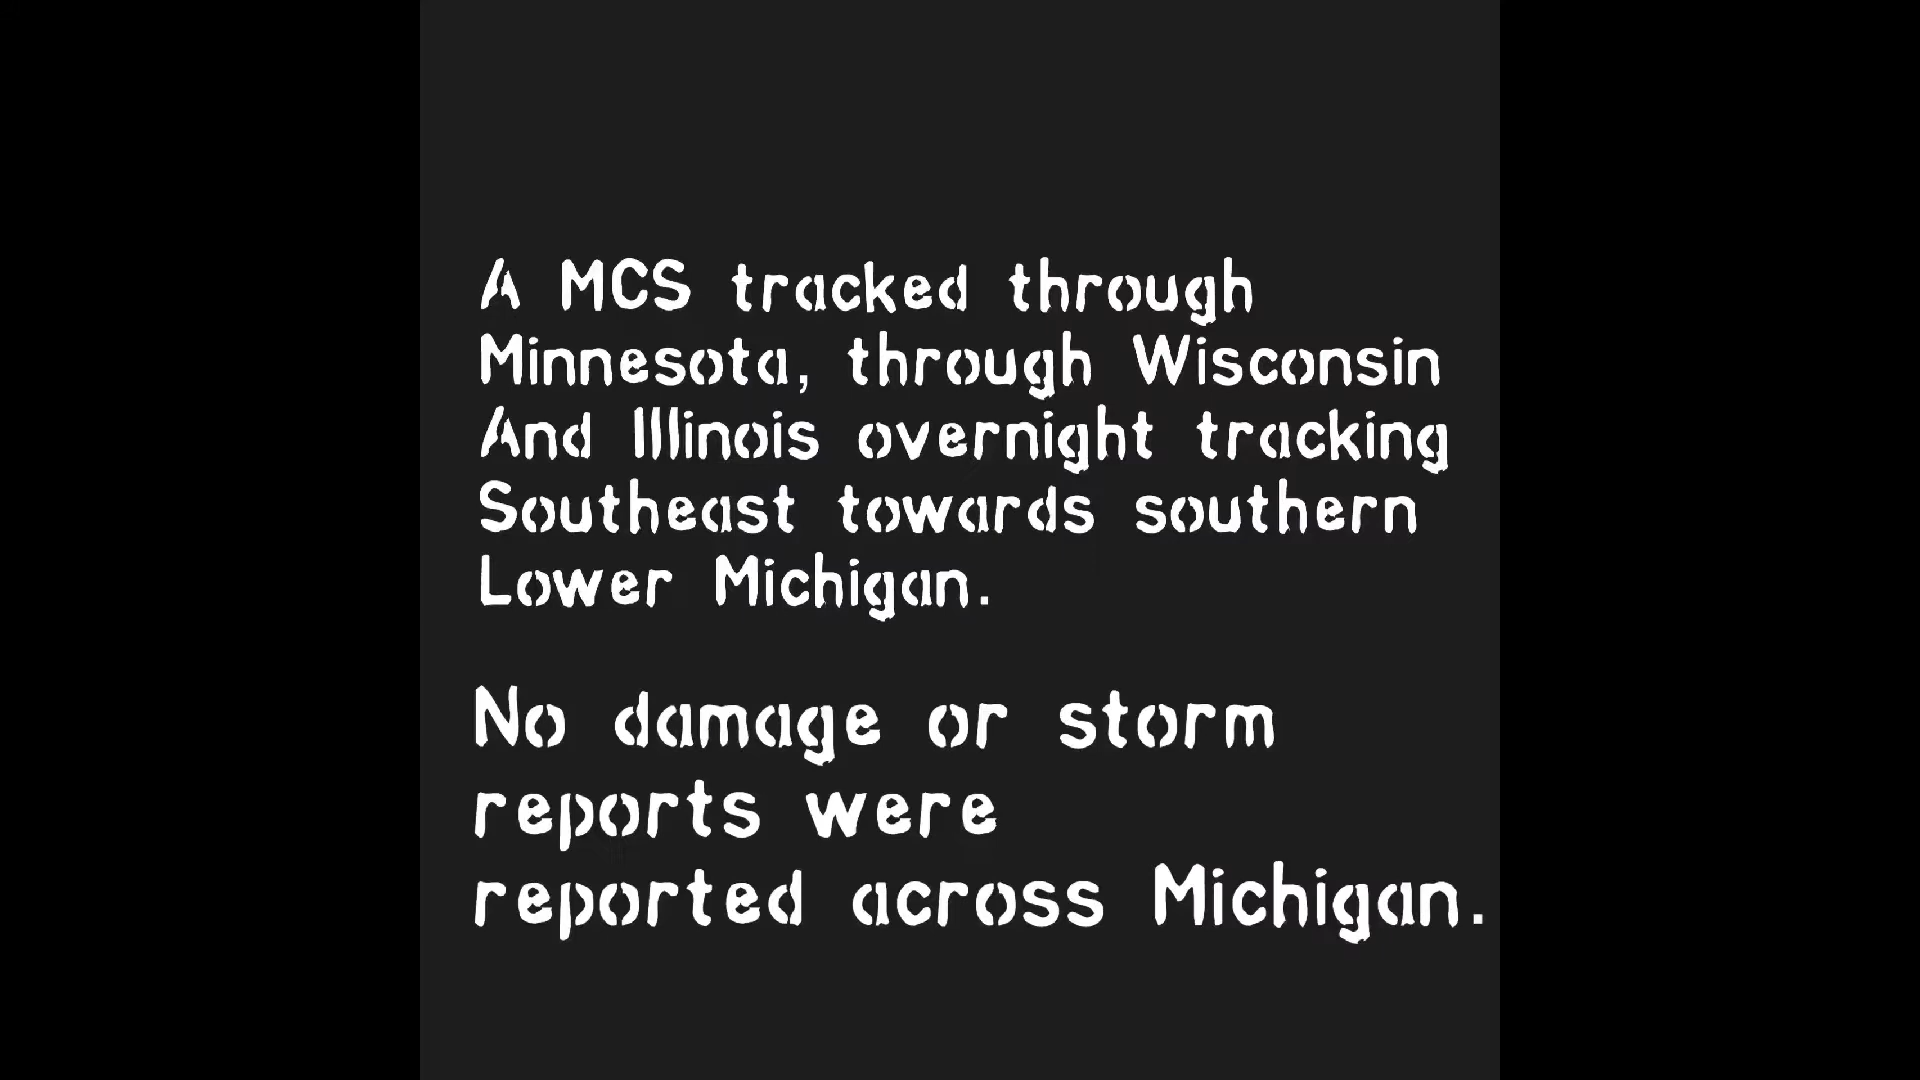 A MCS tracked through
Minnesota, through Wisconsin
And Illinois overnight tracking
Southeast towards southern
Lower Michigan.
No damage or storm
reports were
reported across Michigan.